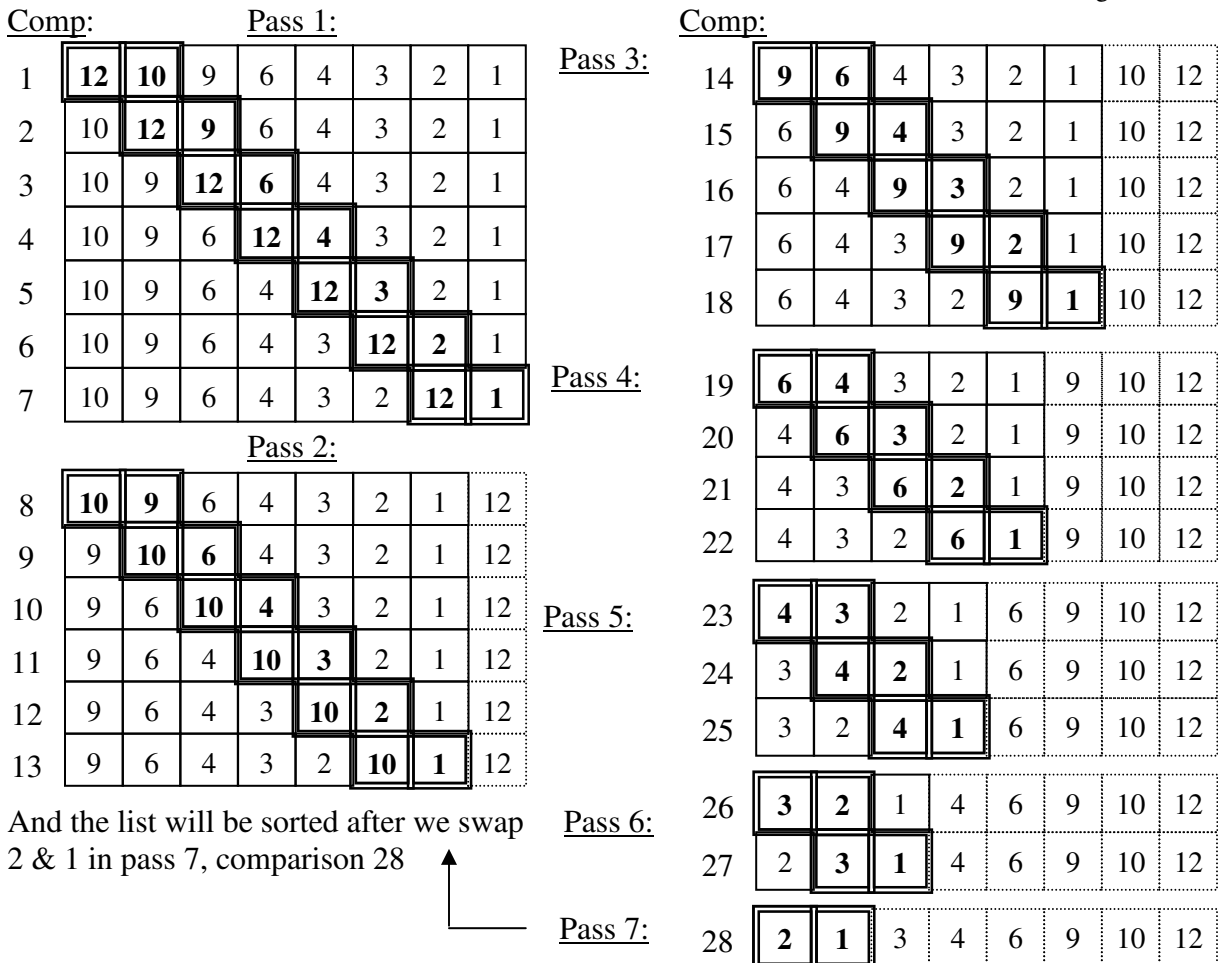 Comp: Pass 1:
1 12 10 9 6 4 3 2 1
2 10 12 9 6 4 3 2 1
3 10 9 12 6 4 3 2 1
4 10 9 6 12 4 3 2 1
5 10 9 6 4 12 3 2 1
6 10 9 6 4 3 12 2 1
7 10 9 6 4 3 2 12 1
Pass 2:
8 10 9 6 4 3 2 1 12
9 9 10 6 4 3 2 1 12
10 9 6 10 4 3 2 1 12
11 9 6 4 10 3 2 1 12
12 9 6 4 3 10 2 1 12
13 9 6 4 3 2 10 1 12
And the list will be sorted after we swap
2 & 1 in pass 7, comparison 28
Comp:
Pass 3:
14 9 6 4 3 2 1 10 12
15 6 9 4 3 2 1 10 12
16 6 4 9 3 2 1 10 12
17 6 4 3 9 2 1 10 12
18 6 4 3 2 9 1 10 12
Pass 4:
19 6 4 3 2 1 9 10 12
20 4 6 3 2 1 9 10 12
21 4 3 6 2 1 9 10 12
22 4 3 2 6 1 9 10 12
Pass 5:
23 4 3 2 1 6 9 10 12
24 3 4 2 1 6 9 10 12
25 3 2 4 1 6 9 10 12
Pass 6:
26 3 2 1 4 6 9 10 12
27 2 3 1 4 6 9 10 12
Pass 7:
28 2 1 3 4 6 9 10 12